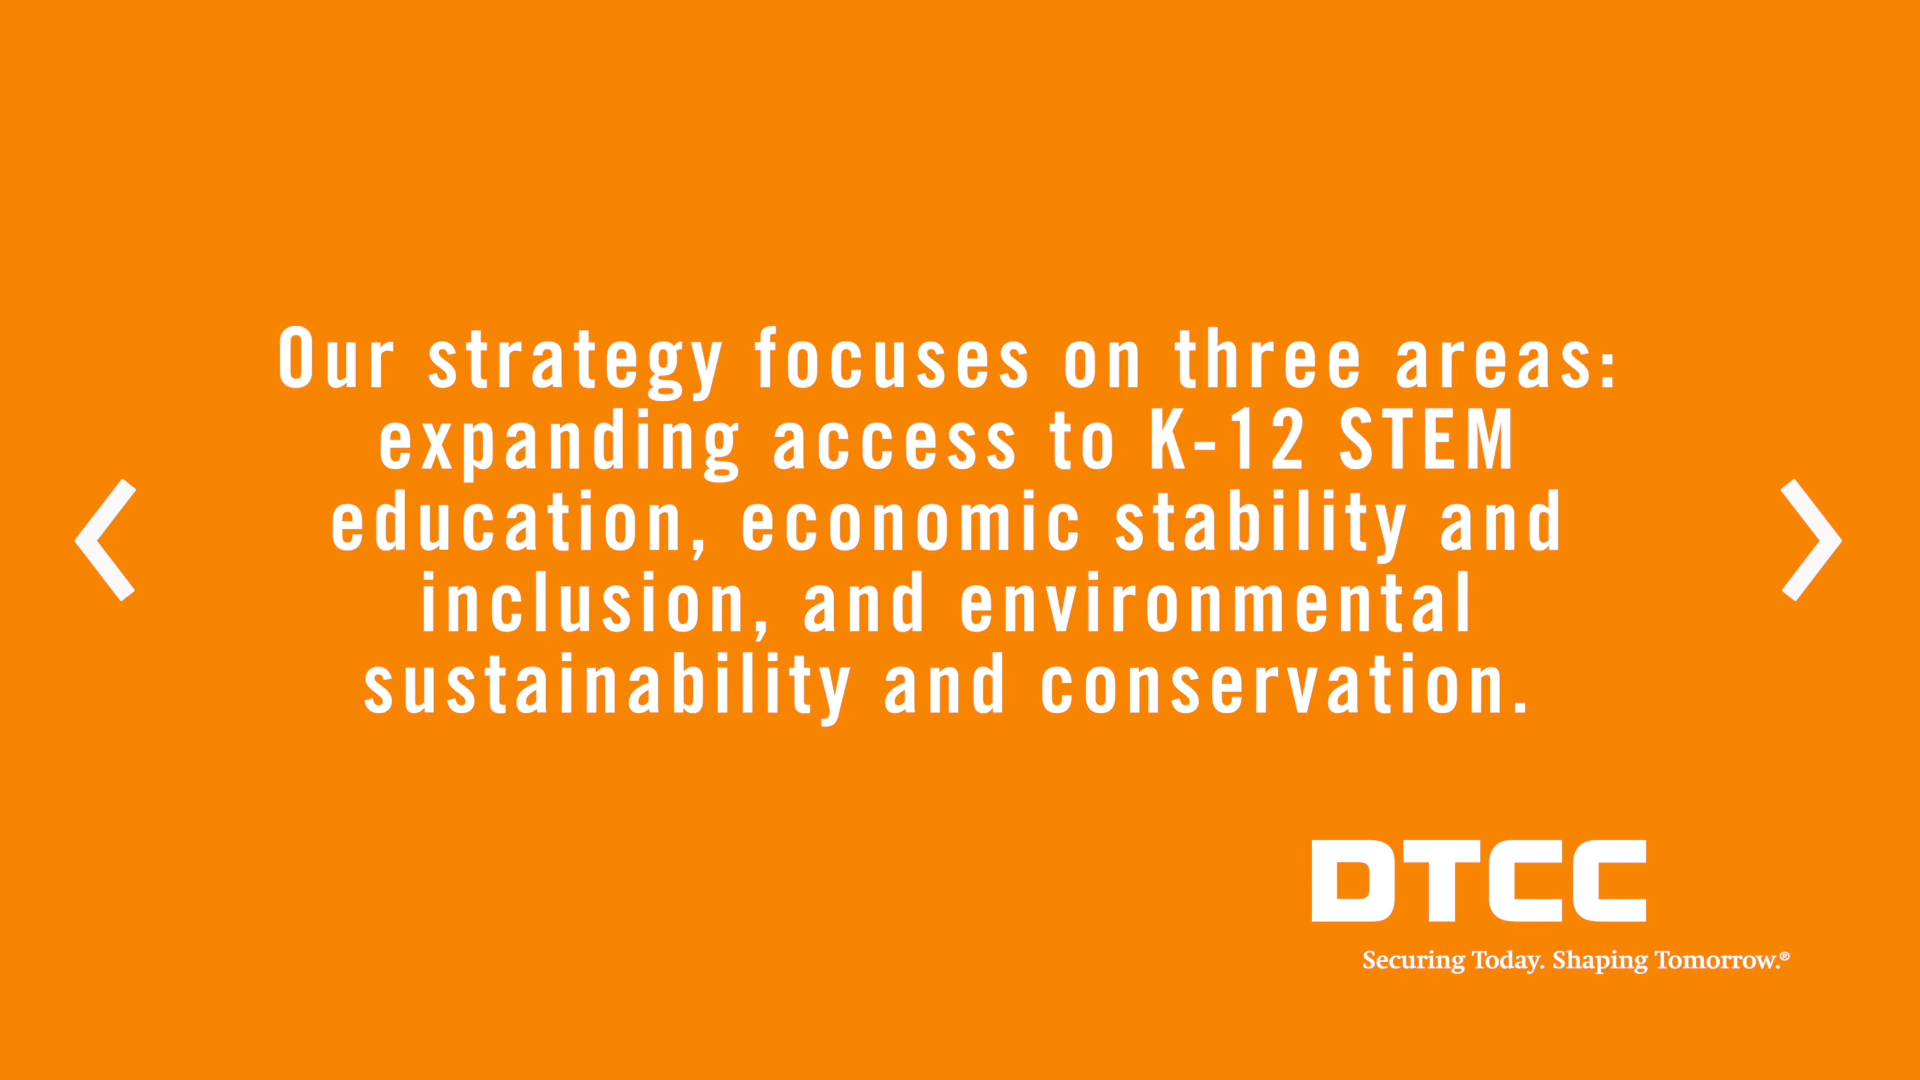 Our strategy focuses on three areas:
expanding access to K-12 STEM
education, economic stability and
inclusion, and environmental
sustainability and conservation.
DTCC
Securing Today. Shaping Tomorrow.®